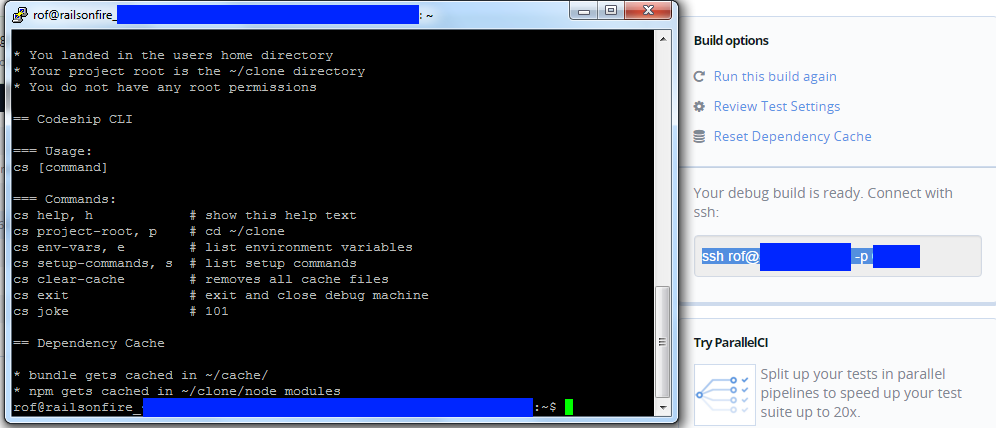 rof@railsonfire_ : ~
* You landed in the users home directory
* Your project root is the ~/clone directory
* You do not have any root permissions
== Codeship CLI
=== Usage:
cs [command]
=== Commands:
cs help, h # show this help text
cs project-root, p # cd ~/clone
cs env-vars, e # list environment variables
cs setup-commands, s # list setup commands
cs clear-cache # removes all cache files
cs exit # exit and close debug machine
cs joke # 101
== Dependency Cache
* bundle gets cached in ~/cache/
* npm gets cached in ~/clone/node modules
rof@railsonfire_ :~$
Build options
Run this build again
Review Test Settings
Reset Dependency Cache
Your debug build is ready. Connect with
ssh:
ssh rof@ -p
Try ParallelCI
Split up your tests in parallel
pipelines to speed up your test
suite up to 20x.